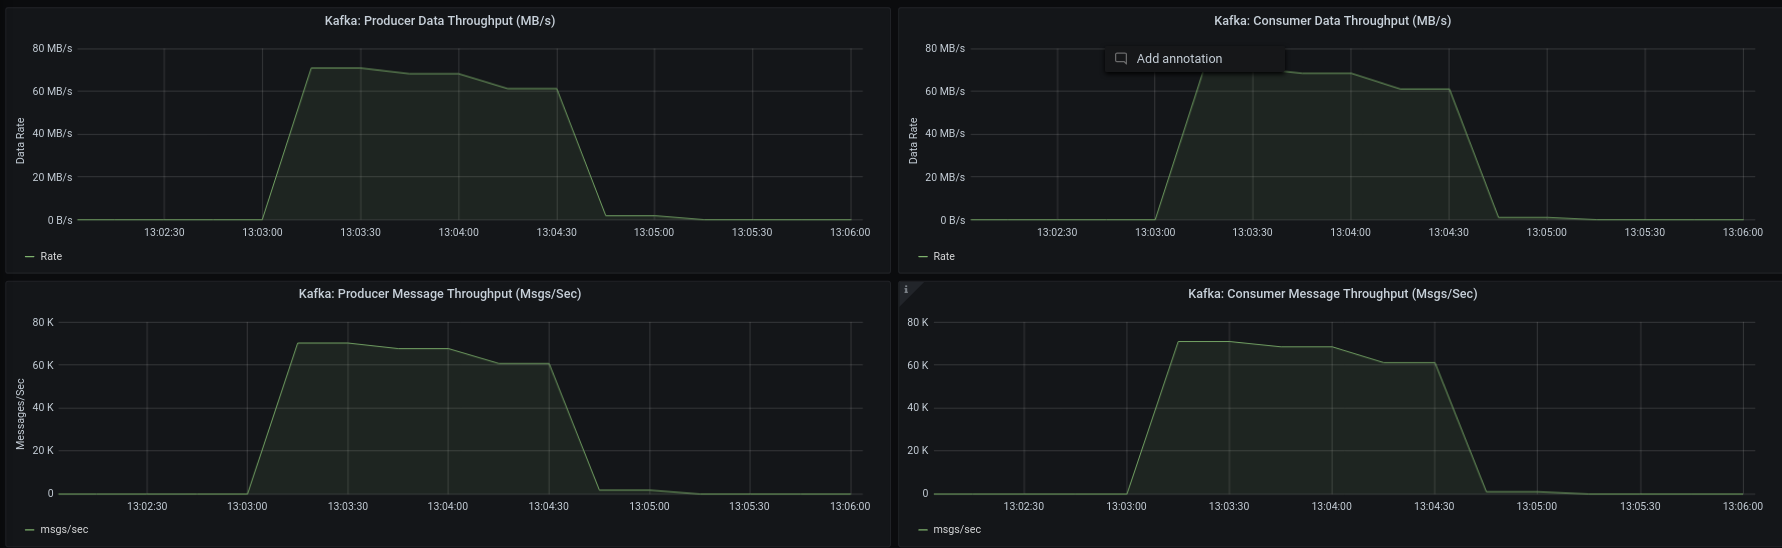 Kafka: Producer Data Throughput (MB/s)
80 MB/s
60 MB/s
40 MB/s
20 MB/s
0 B/s
Data Rate
13:02:30 13:03:00 13:03:30 13:04:00 13:04:30 13:05:00 13:05:30 13:06:00
Rate
Kafka: Consumer Data Throughput (MB/s)
Add annotation
80 MB/s
60 MB/s
40 MB/s
20 MB/s
0 B/s
Data Rate
13:02:30 13:03:00 13:03:30 13:04:00 13:04:30 13:05:00 13:05:30 13:06:00
Rate
Kafka: Producer Message Throughput (Msgs/Sec)
80 K
60 K
40 K
20 K
0
Messages/Sec
13:02:30 13:03:00 13:03:30 13:04:00 13:04:30 13:05:00 13:05:30 13:06:00
msgs/sec
i
Kafka: Consumer Message Throughput (Msgs/Sec)
80 K
60 K
40 K
20 K
0
13:02:30 13:03:00 13:03:30 13:04:00 13:04:30 13:05:00 13:05:30 13:06:00
msgs/sec